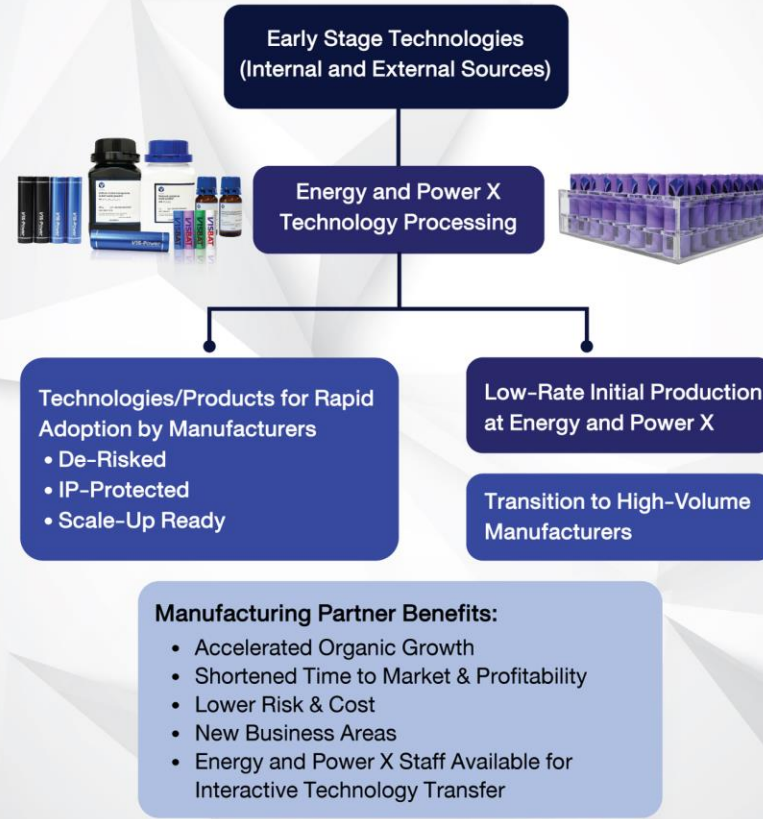 Early Stage Technologies
(Internal and External Sources)
Energy and Power X
Technology Processing
VIS-Power
VISBAT
Technologies/Products for Rapid
Adoption by Manufacturers
• De-Risked
• IP-Protected
• Scale-Up Ready
Low-Rate Initial Production
at Energy and Power X
Transition to High-Volume
Manufacturers
Manufacturing Partner Benefits:
• Accelerated Organic Growth
• Shortened Time to Market & Profitability
• Lower Risk & Cost
• New Business Areas
• Energy and Power X Staff Available for
Interactive Technology Transfer